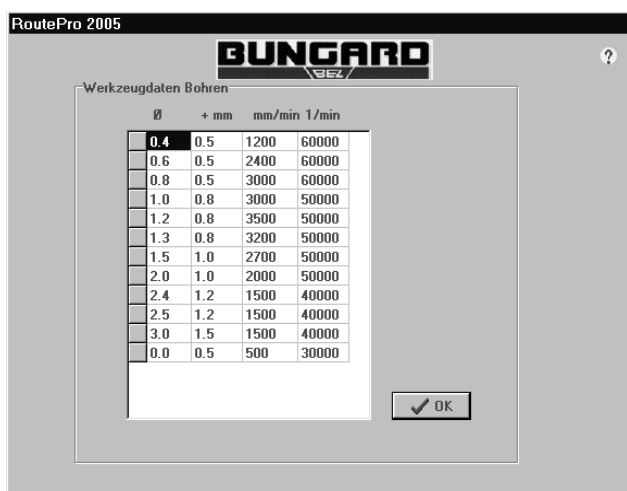 RoutePro 2005
BUNGARD
BEZ
?
Werkzeugdaten Bohren
Ø + mm mm/min 1/min
0.4 0.5 1200 60000
0.6 0.5 2400 60000
0.8 0.5 3000 60000
1.0 0.8 3000 50000
1.2 0.8 3500 50000
1.3 0.8 3200 50000
1.5 1.0 2700 50000
2.0 1.0 2000 50000
2.4 1.2 1500 40000
2.5 1.2 1500 40000
3.0 1.5 1500 40000
0.0 0.5 500 30000
OK